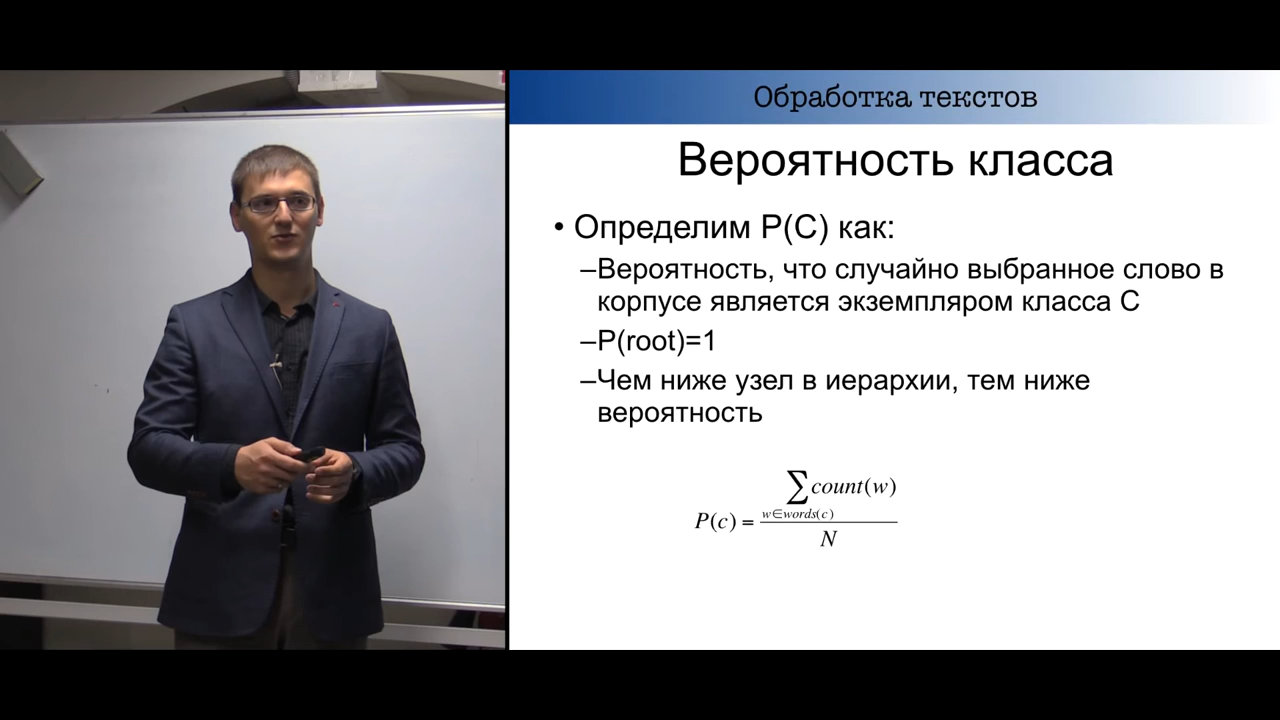 Обработка текстов
Вероятность класса
• Определим P(C) как:
–Вероятность, что случайно выбранное слово в
корпусе является экземпляром класса C
–P(root)=1
–Чем ниже узел в иерархии, тем ниже
вероятность
∑count(w)
w∈words(c)
P(c) =
N